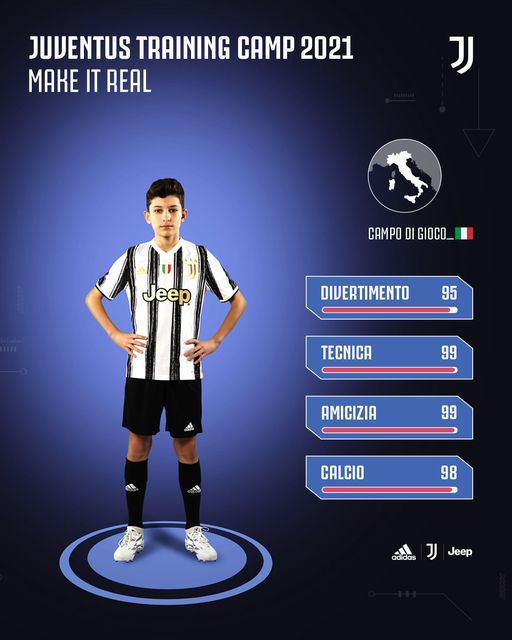 JUVENTUS TRAINING CAMP 2021
MAKE IT REAL
CAMPO DI GIOCO_
DIVERTIMENTO 95
TECNICA 99
AMICIZIA 99
CALCIO 98
Jeep
adidas J Jeep